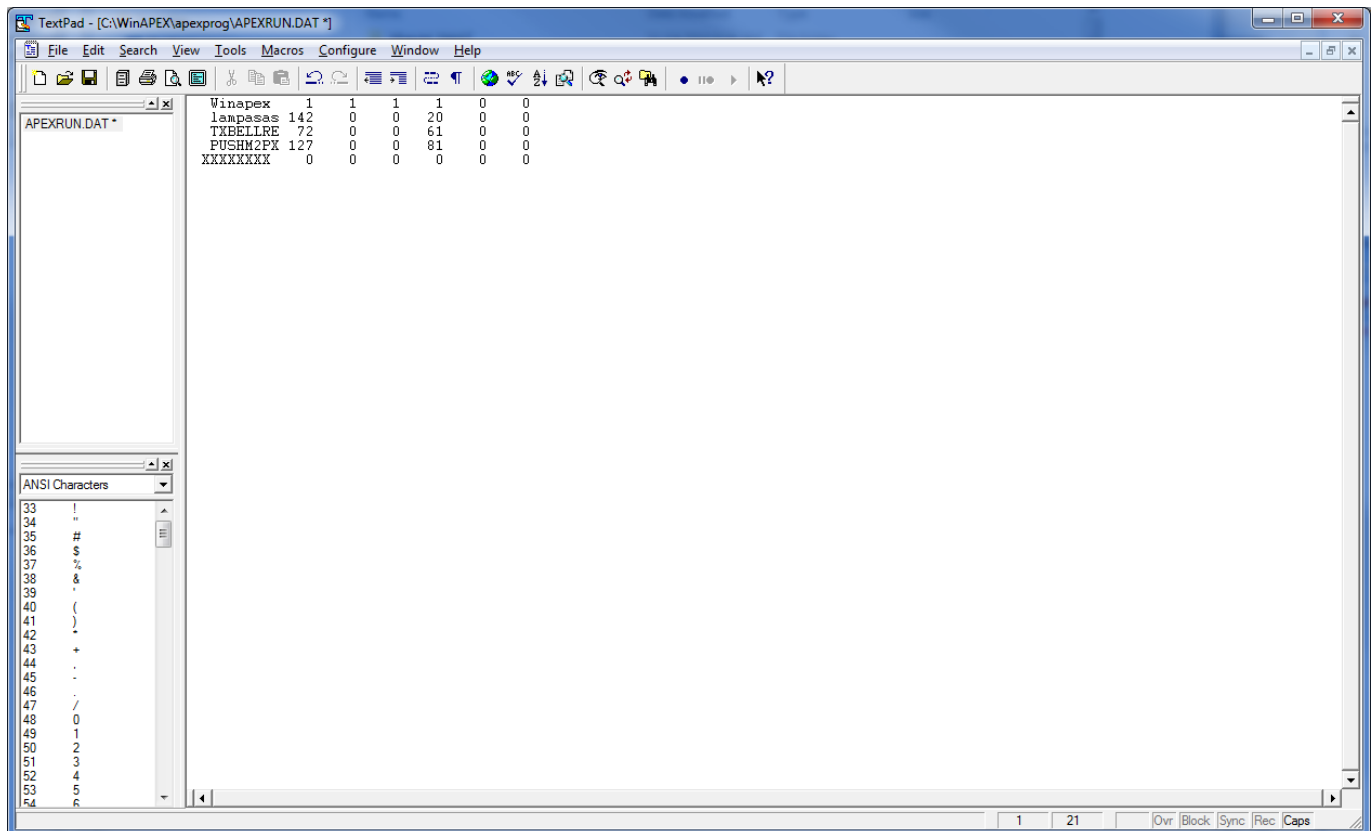 TextPad - [C:\WinAPEX\apexprog\APEXRUN.DAT *]
File Edit Search View Tools Macros Configure Window Help
APEXRUN.DAT *
Winapex 1 1 1 1 0 0
lampasas 142 0 0 20 0 0
TXBELLRE 72 0 0 61 0 0
PUSHM2PX 127 0 0 81 0 0
XXXXXXXX 0 0 0 0 0 0
ANSI Characters
33 !
34 "
35 #
36 $
37 %
38 &
39 '
40 (
41 )
42 *
43 +
44 ,
45 -
46 .
47 /
48 0
49 1
50 2
51 3
52 4
53 5
54 6
1 21 Ovr Block Sync Rec Caps